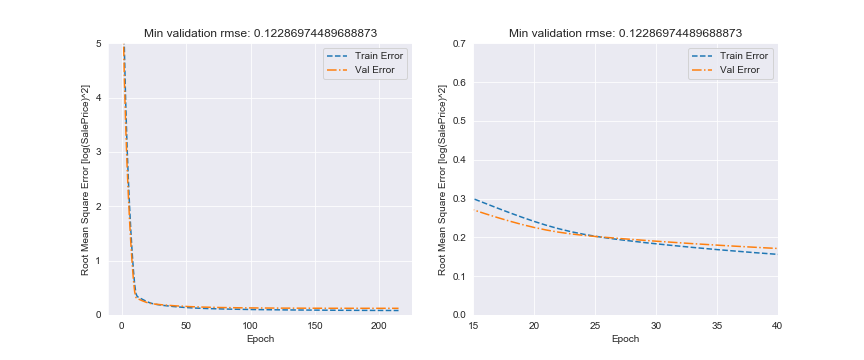 Min validation rmse: 0.12286974489688873
Train Error
Val Error
Root Mean Square Error [log(SalePrice)^2]
5
4
3
2
1
0
0 50 100 150 200
Epoch
Min validation rmse: 0.12286974489688873
Train Error
Val Error
Root Mean Square Error [log(SalePrice)^2]
0.7
0.6
0.5
0.4
0.3
0.2
0.1
0.0
15 20 25 30 35 40
Epoch